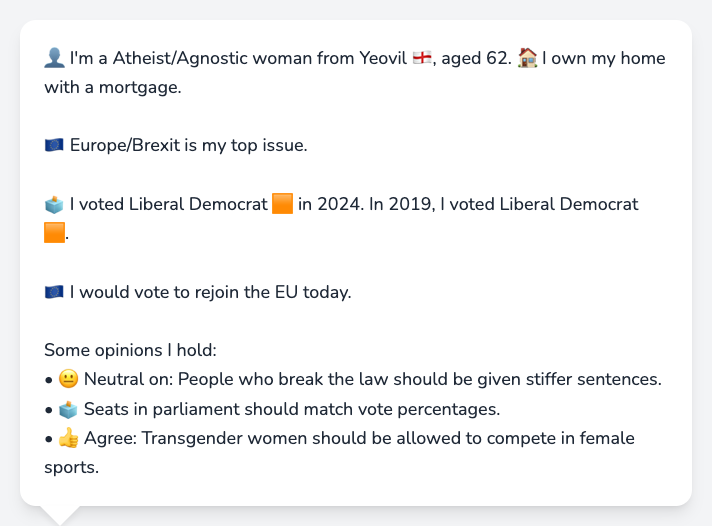 👤 I'm a Atheist/Agnostic woman from Yeovil 🏴󠁧󠁢󠁥󠁮󠁧󠁿, aged 62. 🏠 I own my home
with a mortgage.
🇪🇺 Europe/Brexit is my top issue.
🗳️ I voted Liberal Democrat 🟧 in 2024. In 2019, I voted Liberal Democrat
🟧.
🇪🇺 I would vote to rejoin the EU today.
Some opinions I hold:
• 😐 Neutral on: People who break the law should be given stiffer sentences.
• 🗳️ Seats in parliament should match vote percentages.
• 👍 Agree: Transgender women should be allowed to compete in female
sports.